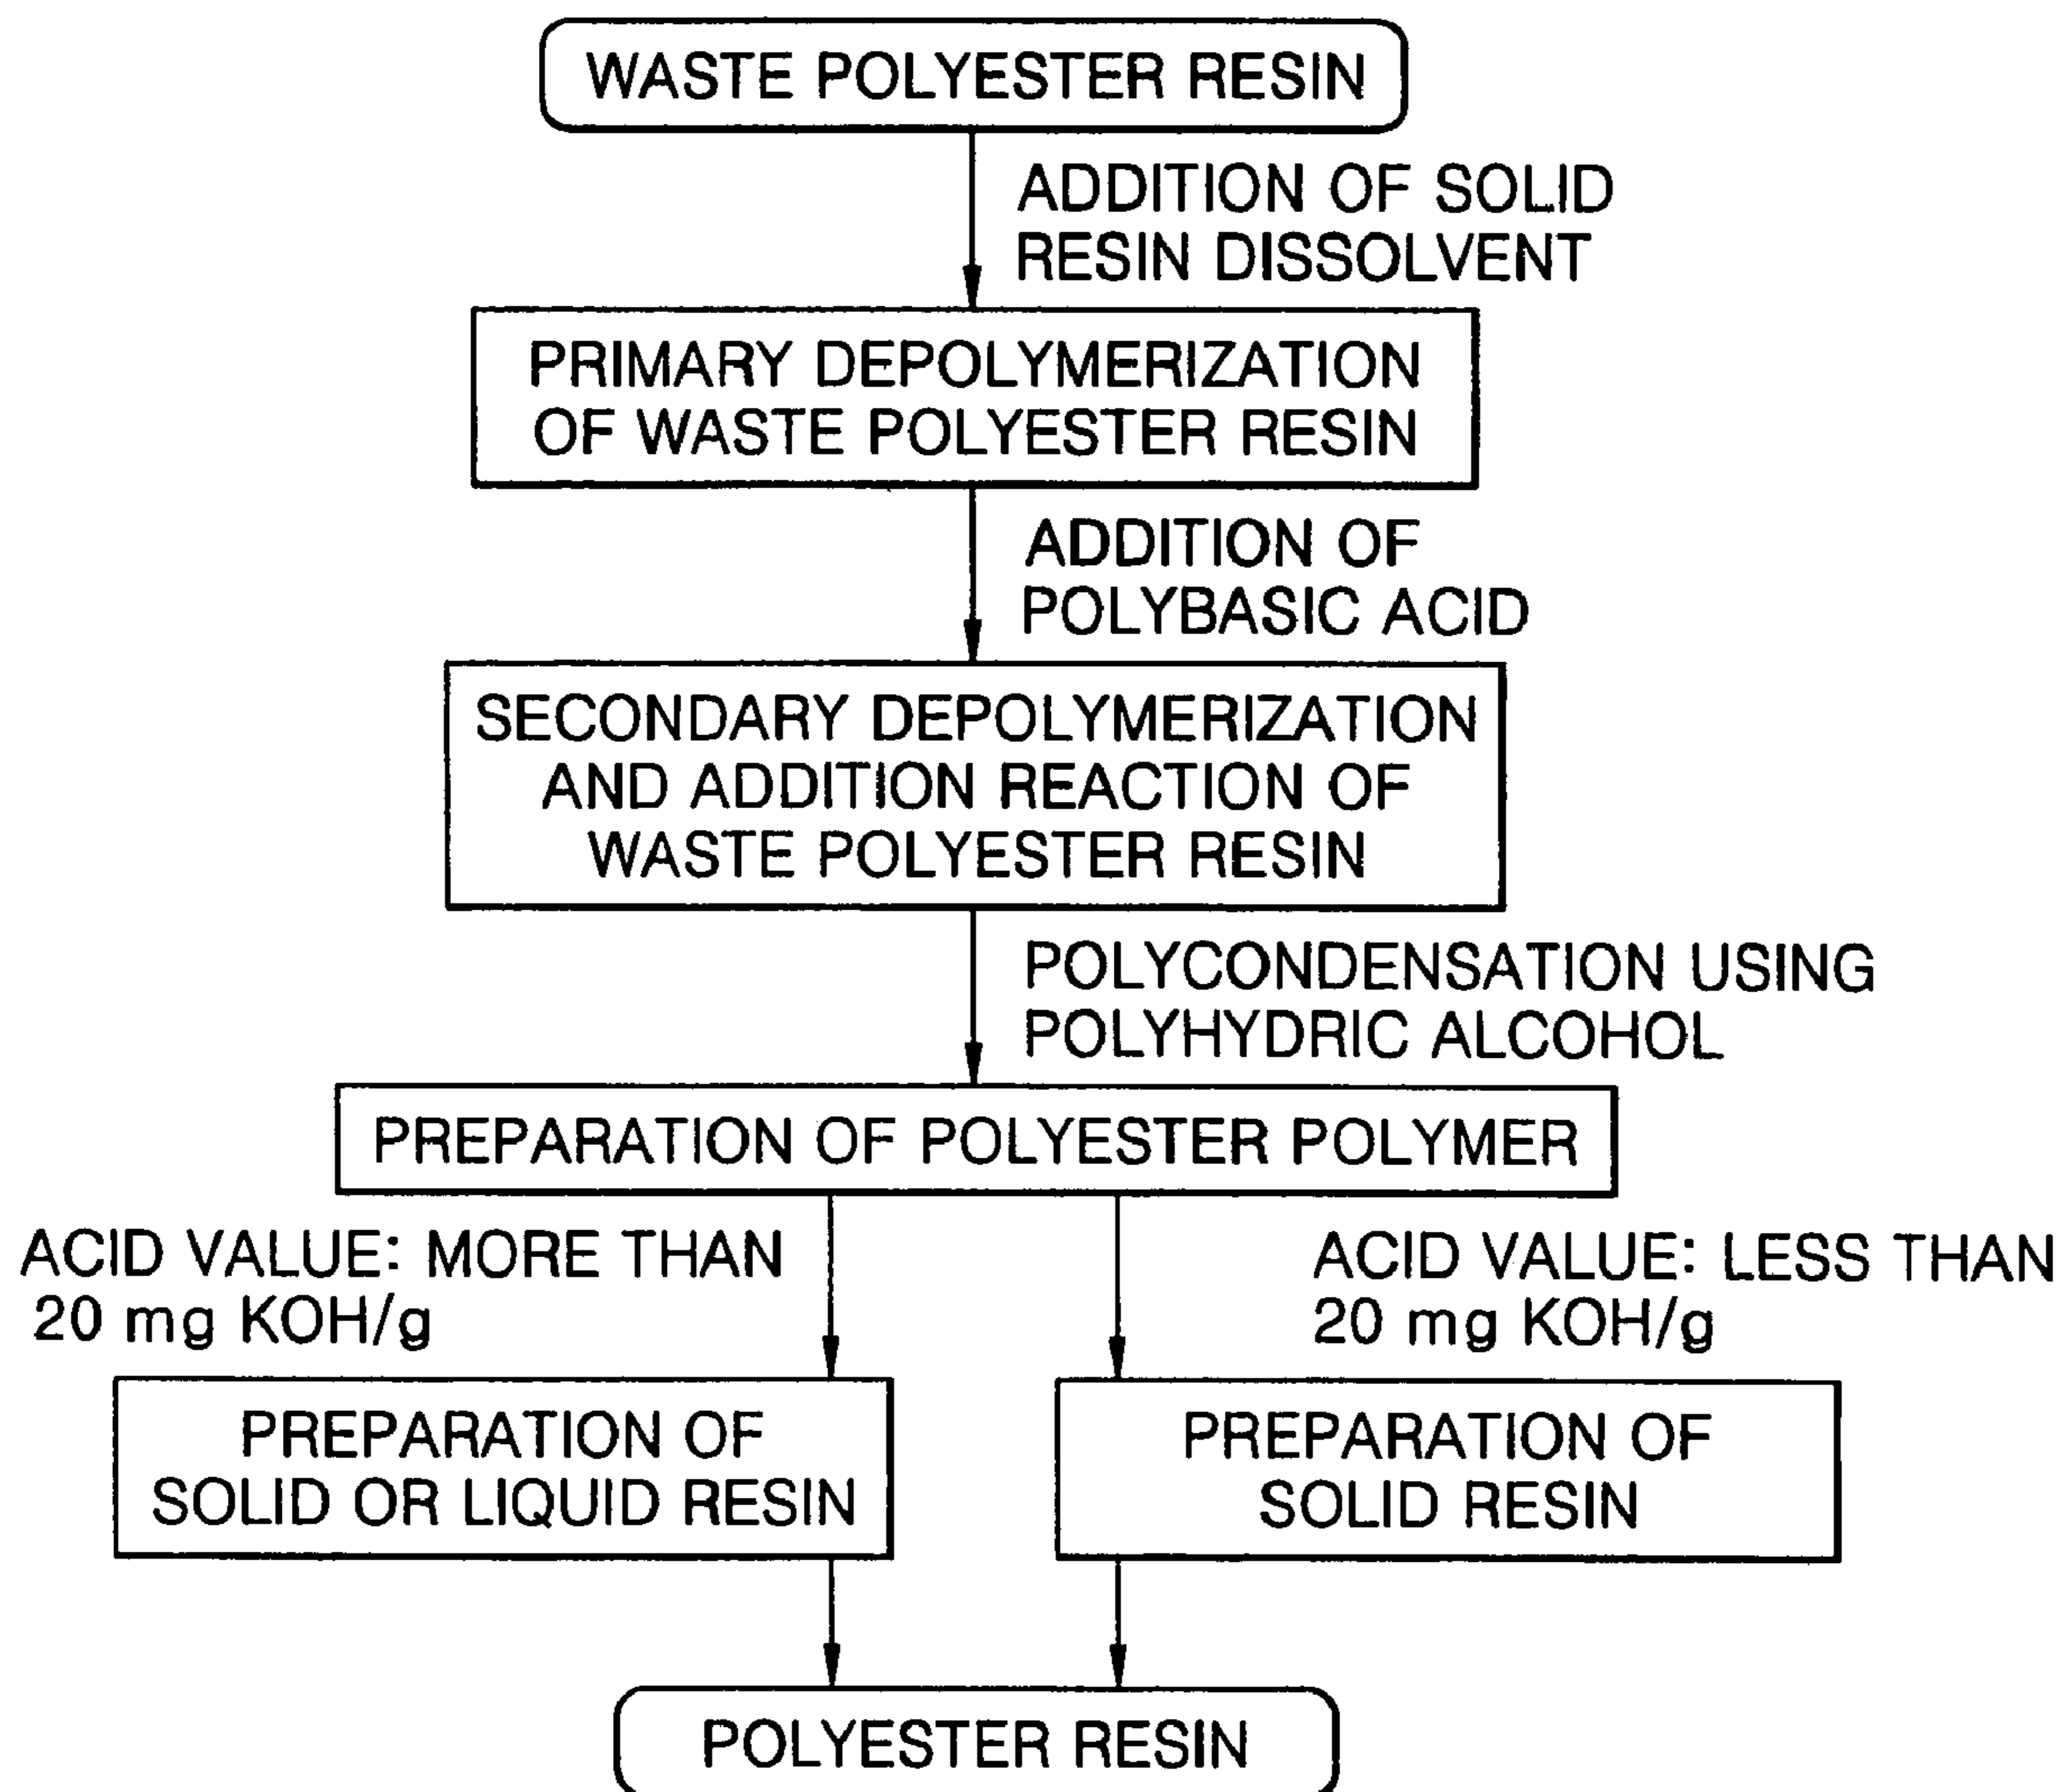 WASTE POLYESTER RESIN
ADDITION OF SOLID
RESIN DISSOLVENT
PRIMARY DEPOLYMERIZATION
OF WASTE POLYESTER RESIN
ADDITION OF
POLYBASIC ACID
SECONDARY DEPOLYMERIZATION
AND ADDITION REACTION OF
WASTE POLYESTER RESIN
POLYCONDENSATION USING
POLYHYDRIC ALCOHOL
PREPARATION OF POLYESTER POLYMER
ACID VALUE: MORE THAN
20 mg KOH/g
ACID VALUE: LESS THAN
20 mg KOH/g
PREPARATION OF
SOLID OR LIQUID RESIN
PREPARATION OF
SOLID RESIN
POLYESTER RESIN